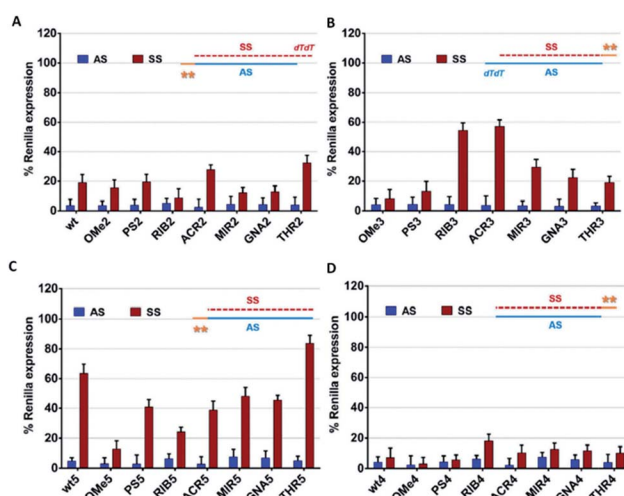 A
% Renilla expression
120
100
80
60
40
20
0
AS
SS
SS
dTdT
**
AS
wt
OMe2
PS2
RIB2
ACR2
MIR2
GNA2
THR2
B
% Renilla expression
120
100
80
60
40
20
0
AS
SS
SS
**
dTdT
AS
OMe3
PS3
RIB3
ACR3
MIR3
GNA3
THR3
C
% Renilla expression
120
100
80
60
40
20
0
AS
SS
SS
**
AS
wt5
OMe5
PS5
RIB5
ACR5
MIR5
GNA5
THR5
D
% Renilla expression
120
100
80
60
40
20
0
AS
SS
SS
**
AS
wt4
OMe4
PS4
RIB4
ACR4
MIR4
GNA4
THR4